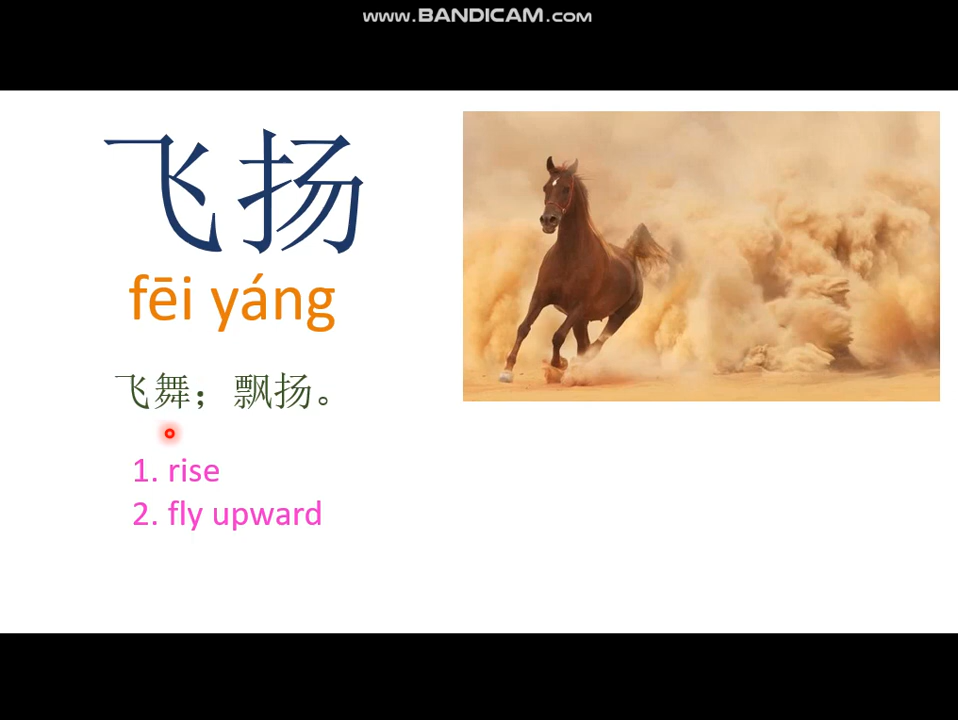 www.BANDICAM.com
飞扬
fēi yáng
飞舞；飘扬。
1. rise
2. fly upward